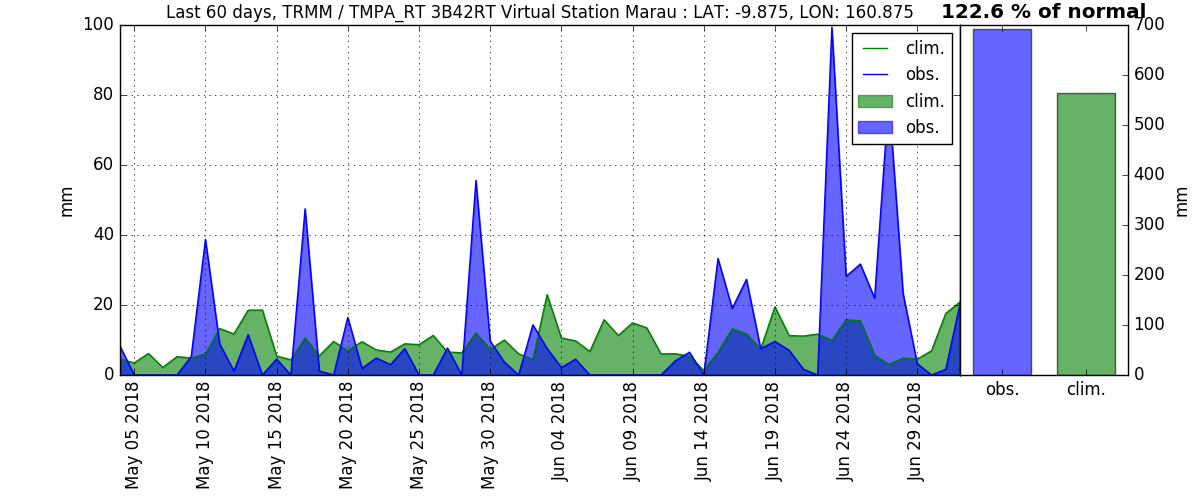 Last 60 days, TRMM / TMPA_RT 3B42RT Virtual Station Marau : LAT: -9.875, LON: 160.875
122.6 % of normal
mm
100
80
60
40
20
0
clim.
obs.
clim.
obs.
May 05 2018
May 10 2018
May 15 2018
May 20 2018
May 25 2018
May 30 2018
Jun 04 2018
Jun 09 2018
Jun 14 2018
Jun 19 2018
Jun 24 2018
Jun 29 2018
700
600
500
400
300
200
100
0
mm
obs.
clim.